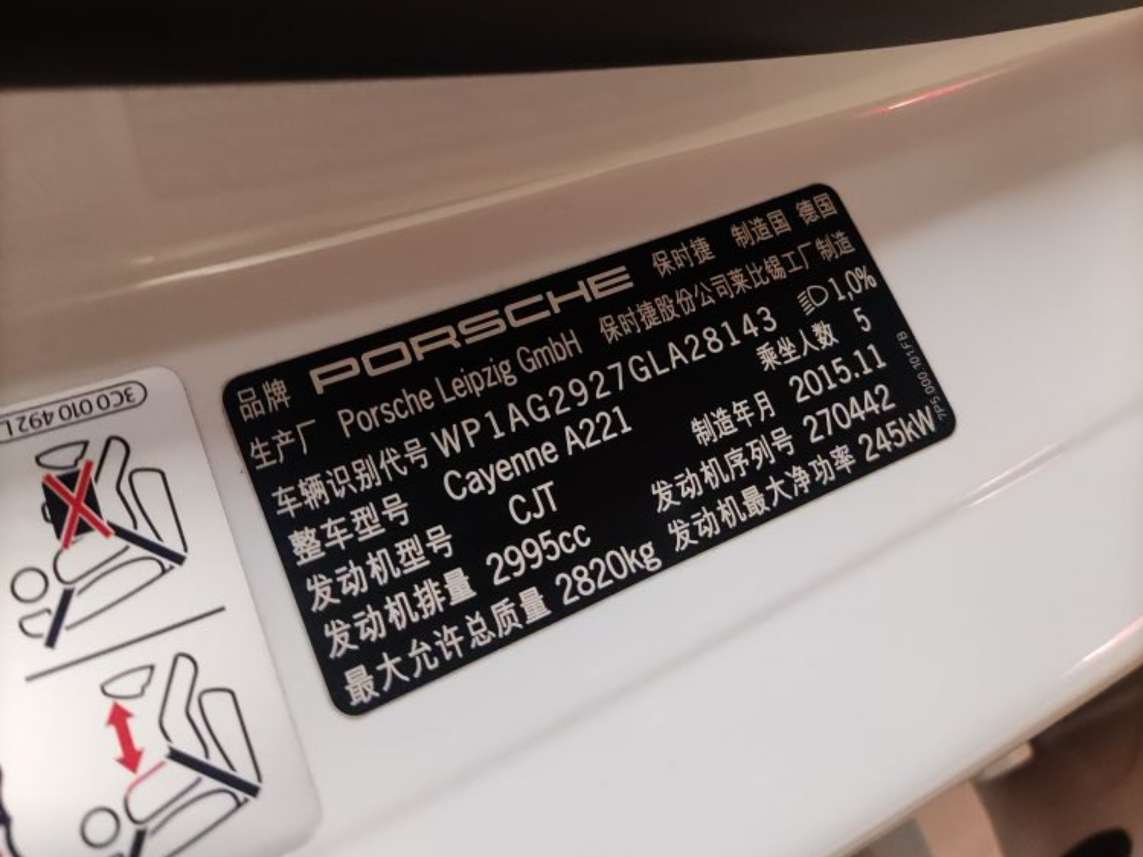 品牌 PORSCHE 保时捷 制造国 德国
生产厂 Porsche Leipzig GmbH 保时捷股份公司莱比锡工厂制造
车辆识别代号 WP1AG2927GLA28143 1,0%
整车型号 Cayenne A221 乘坐人数 5
发动机型号 CJT 制造年月 2015.11
发动机排量 2995cc 发动机序列号 270442
最大允许总质量 2820kg 发动机最大净功率 245kW
7P5.000.101FB
3C0 010 492 L